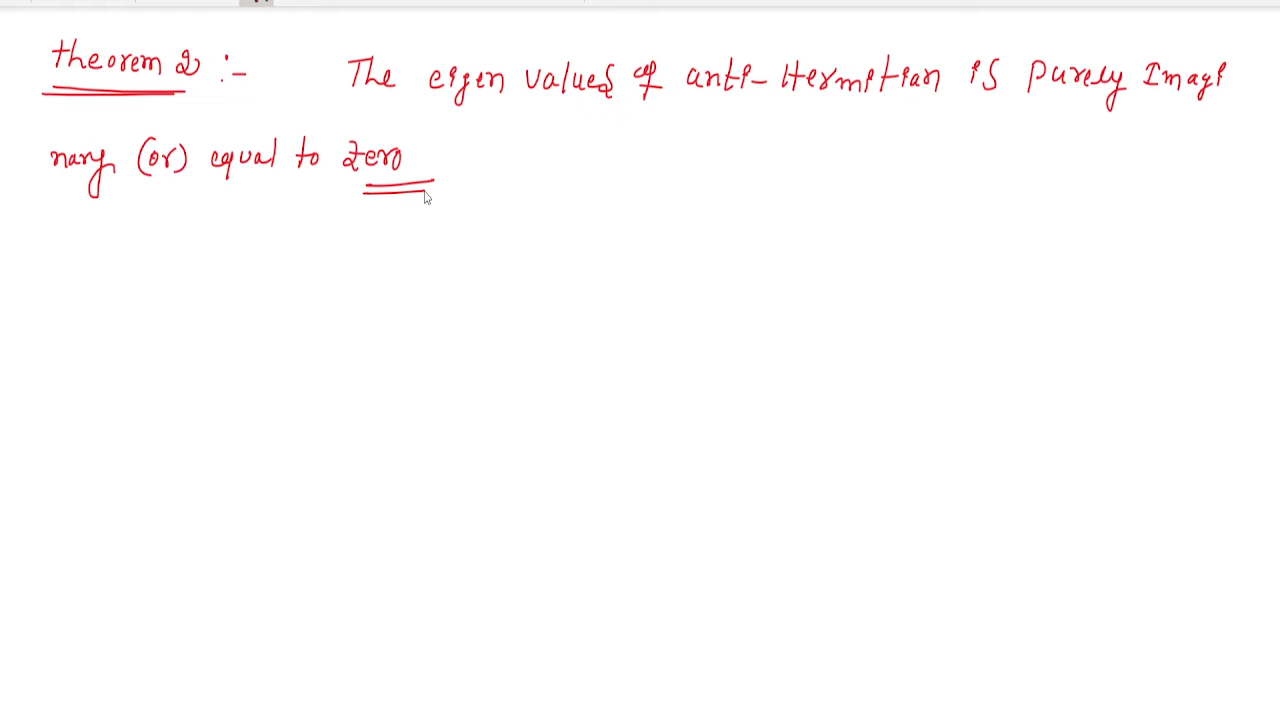 theorem 2 :- The eigen values of anti-Hermitian is Purely Imagi
nary (or) equal to zero